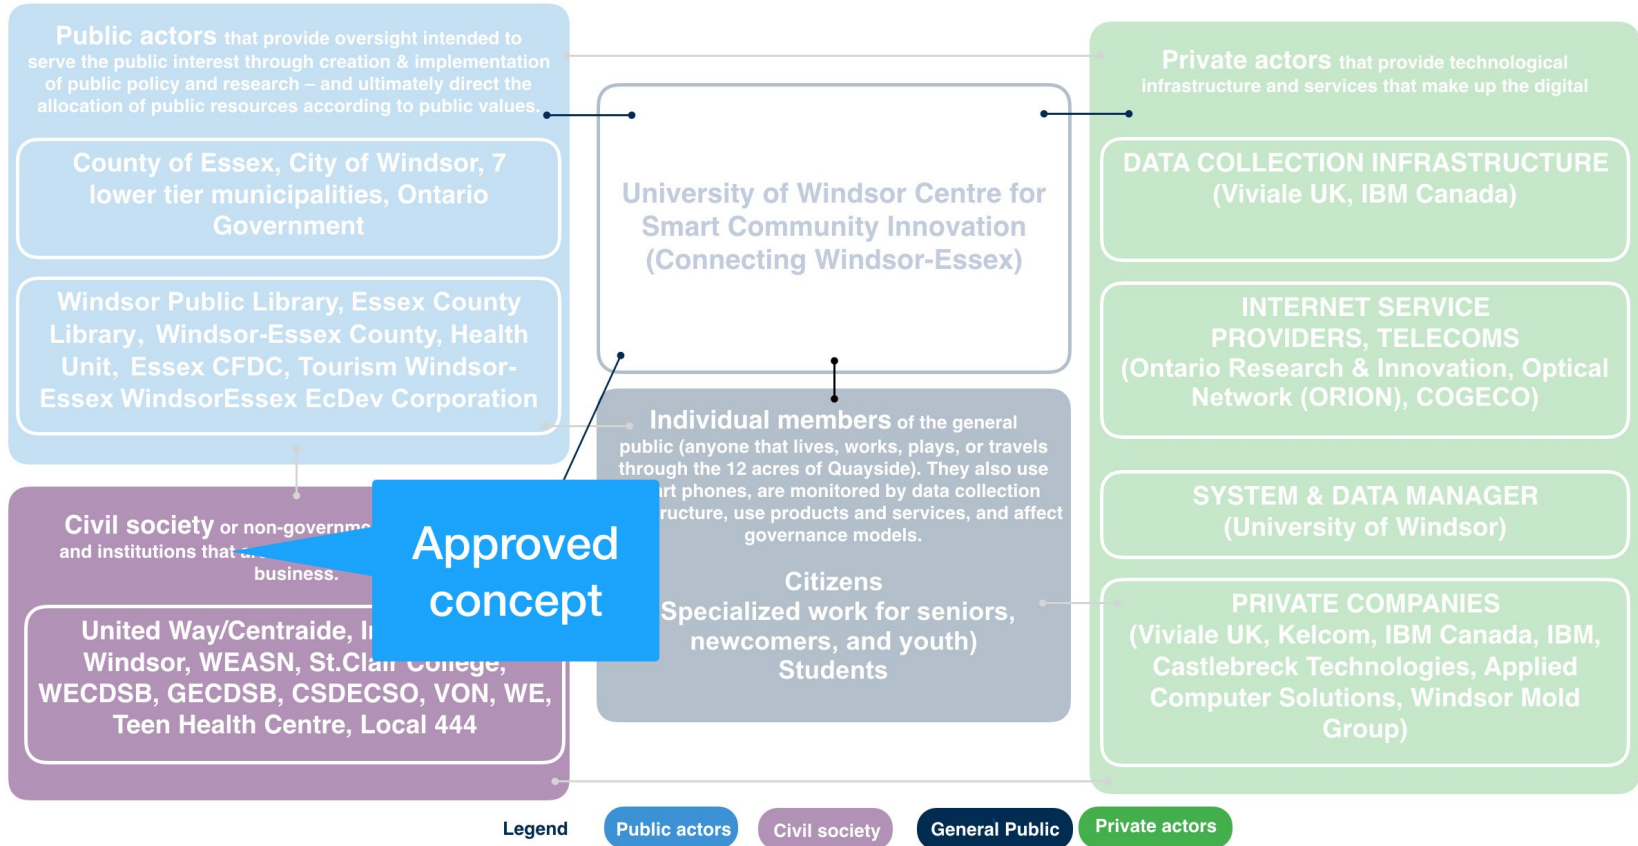 Public actors that provide oversight intended to
serve the public interest through creation & implementation
of public policy and research – and ultimately direct the
allocation of public resources according to public values.
County of Essex, City of Windsor, 7
lower tier municipalities, Ontario
Government
Windsor Public Library, Essex County
Library, Windsor-Essex County, Health
Unit, Essex CFDC, Tourism Windsor-
Essex WindsorEssex EcDev Corporation
Civil society or non-governm
and institutions that
business.
United Way/Centraide,
Windsor, WEASN, St.Clair College,
WECDSB, GECDSB, CSDECSO, VON, WE,
Teen Health Centre, Local 444
Approved
concept
University of Windsor Centre for
Smart Community Innovation
(Connecting Windsor-Essex)
Individual members of the general
public (anyone that lives, works, plays, or travels
through the 12 acres of Quayside). They also use
phones, are monitored by data collection
ructure, use products and services, and affect
governance models.
Citizens
Specialized work for seniors,
newcomers, and youth)
Students
Private actors that provide technological
infrastructure and services that make up the digital
DATA COLLECTION INFRASTRUCTURE
(Viviale UK, IBM Canada)
INTERNET SERVICE
PROVIDERS, TELECOMS
(Ontario Research & Innovation, Optical
Network (ORION), COGECO)
SYSTEM & DATA MANAGER
(University of Windsor)
PRIVATE COMPANIES
(Viviale UK, Kelcom, IBM Canada, IBM,
Castlebreck Technologies, Applied
Computer Solutions, Windsor Mold
Group)
Legend
Public actors
Civil society
General Public
Private actors